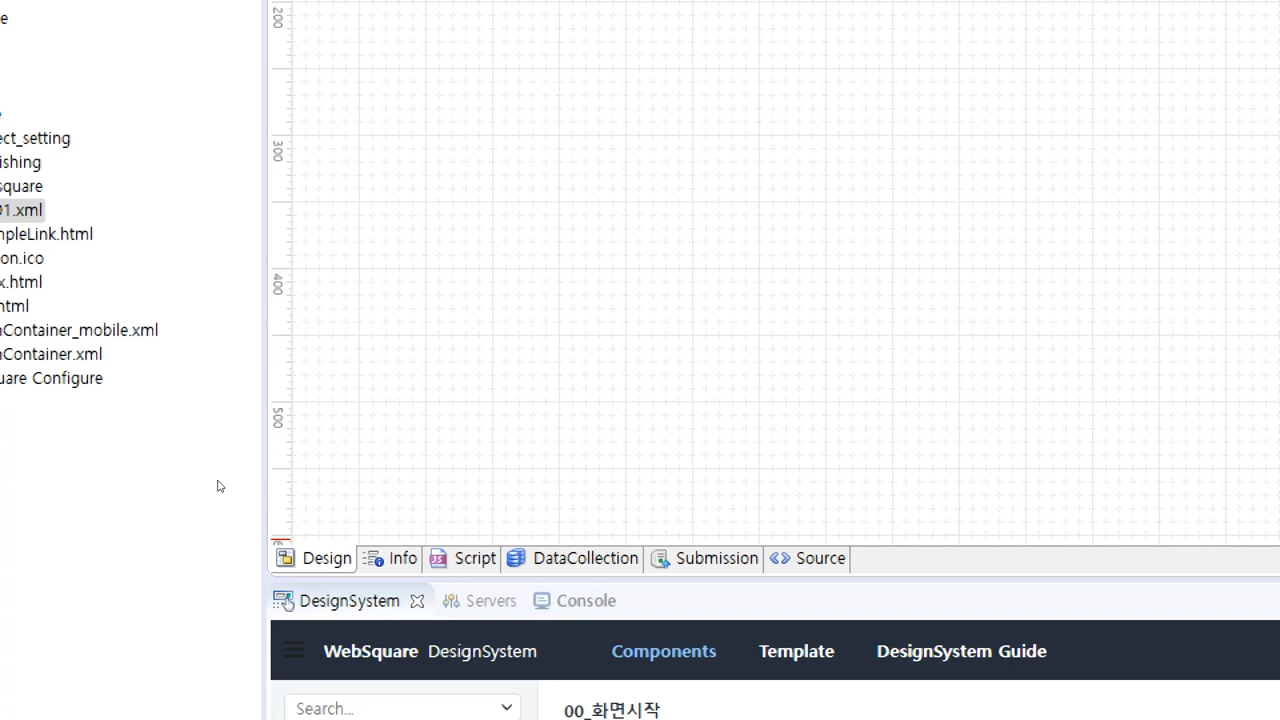 ect_setting
ishing
square
01.xml
npleLink.html
on.ico
x.html
html
nContainer_mobile.xml
nContainer.xml
uare Configure
200
300
400
500
Design Info Script DataCollection Submission Source
DesignSystem Servers Console
WebSquare DesignSystem Components Template DesignSystem Guide
Search... 00_화면시작